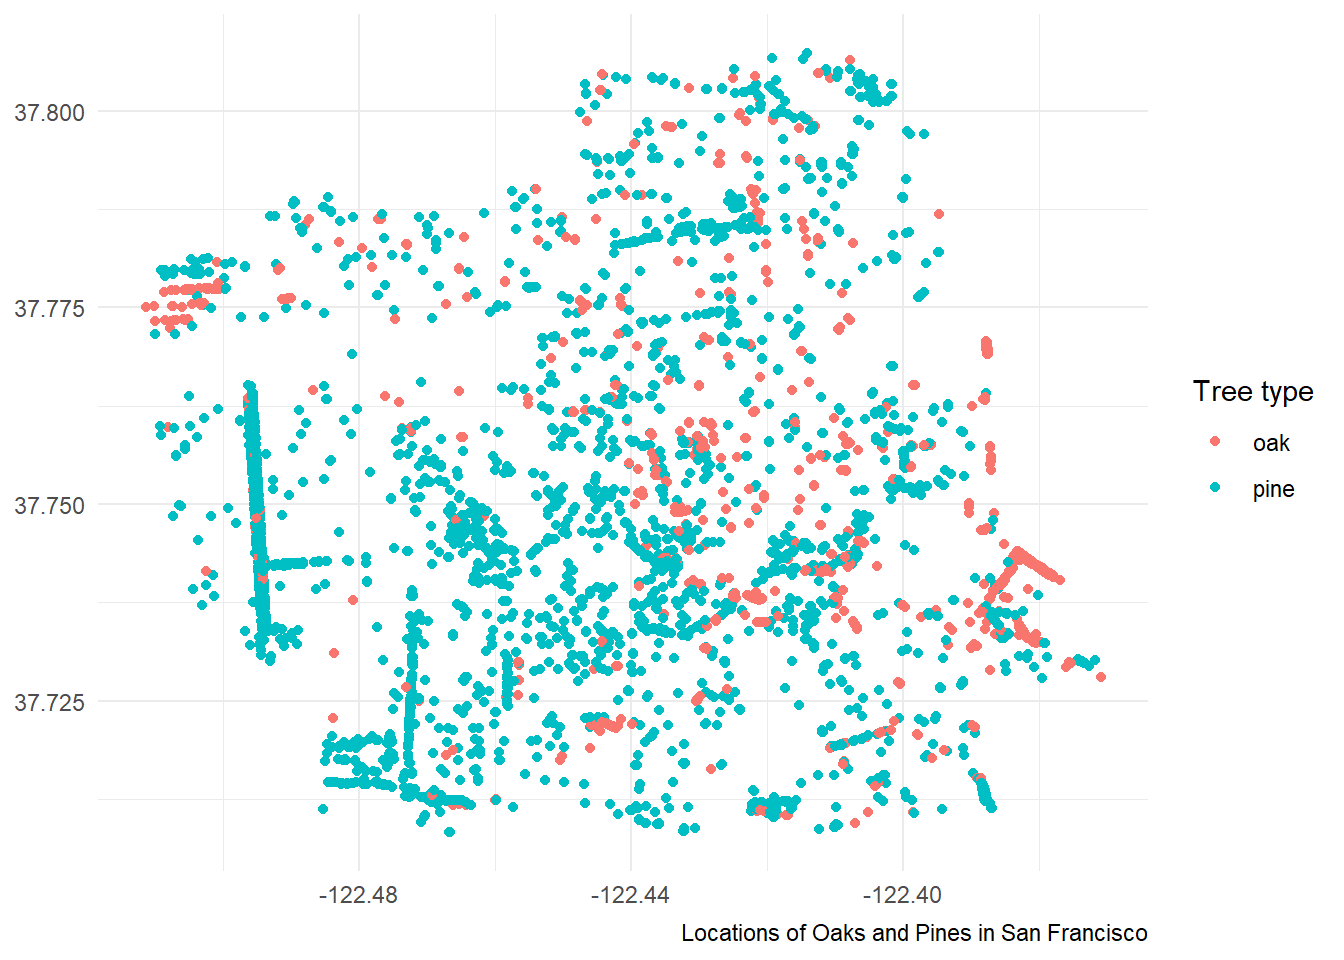 37.800
37.775
37.750
37.725
-122.48
-122.44
-122.40
Locations of Oaks and Pines in San Francisco
Tree type
oak
pine